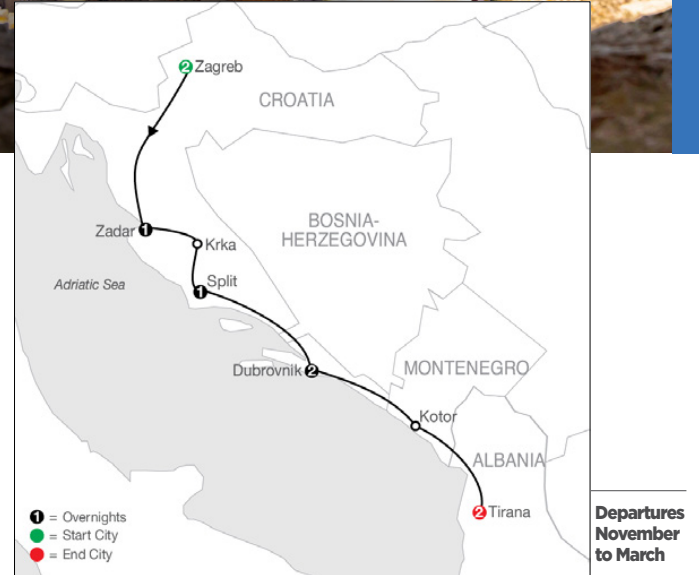 2 Zagreb
CROATIA
BOSNIA-
HERZEGOVINA
Zadar 1
Krka
Adriatic Sea
Split
1
Dubrovnik 2
MONTENEGRO
Kotor
ALBANIA
2 Tirana
1 = Overnights
= Start City
= End City
Departures
November
to March